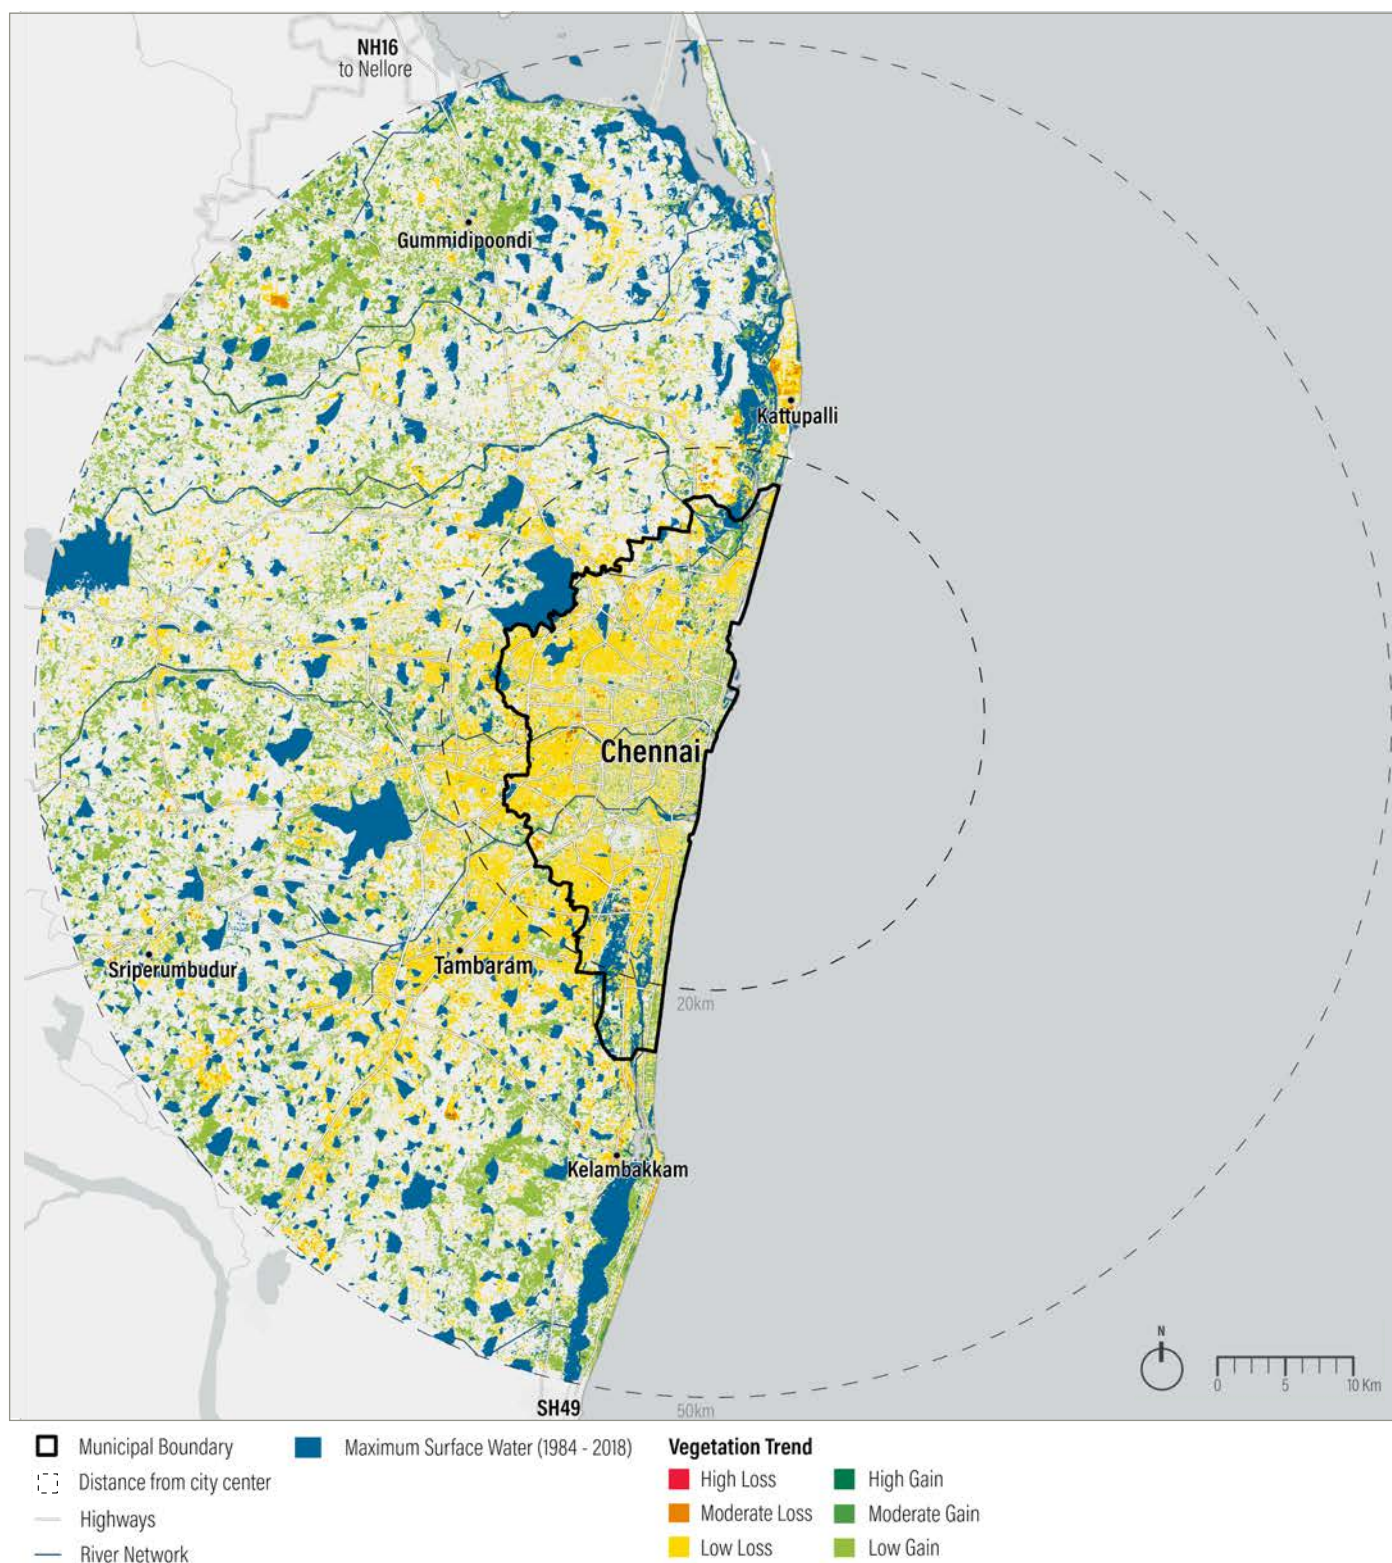 NH16
to Nellore
Gummidipoondi
Kattupalli
Chennai
Sriperumbudur
Tambaram
20km
Kelambakkam
N
0 5 10 Km
SH49
50km
Municipal Boundary
Distance from city center
Highways
River Network
Maximum Surface Water (1984 - 2018)
Vegetation Trend
High Loss
Moderate Loss
Low Loss
High Gain
Moderate Gain
Low Gain